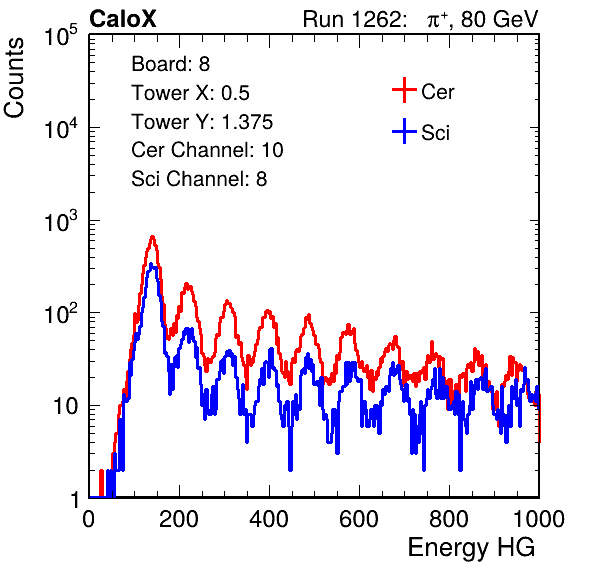 CaloX Run 1262: π⁺, 80 GeV
Counts
Board: 8
Tower X: 0.5
Tower Y: 1.375
Cer Channel: 10
Sci Channel: 8
Cer
Sci
10⁵
10⁴
10³
10²
10
1
0 200 400 600 800 1000
Energy HG